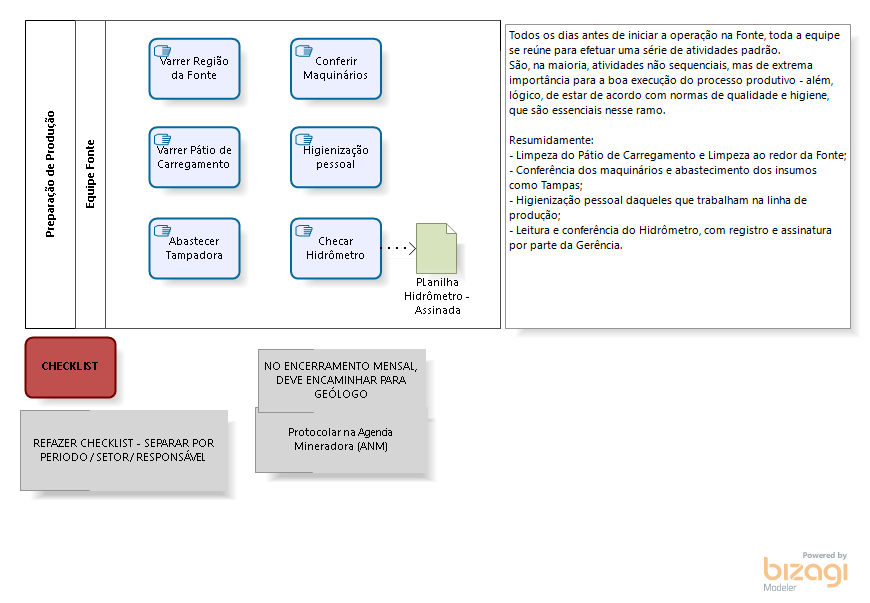 Preparação de Produção
Equipe Fonte
Varrer Região
da Fonte
Conferir
Maquinários
Varrer Pátio de
Carregamento
Higienização
pessoal
Abastecer
Tampadora
Checar
Hidrômetro
PLanilha
Hidrômetro -
Assinada
Todos os dias antes de iniciar a operação na Fonte, toda a equipe
se reúne para efetuar uma série de atividades padrão.
São, na maioria, atividades não sequenciais, mas de extrema
importância para a boa execução do processo produtivo - além,
lógico, de estar de acordo com normas de qualidade e higiene,
que são essenciais nesse ramo.
Resumidamente:
- Limpeza do Pátio de Carregamento e Limpeza ao redor da Fonte;
- Conferência dos maquinários e abastecimento dos insumos
como Tampas;
- Higienização pessoal daqueles que trabalham na linha de
produção;
- Leitura e conferência do Hidrômetro, com registro e assinatura
por parte da Gerência.
CHECKLIST
NO ENCERRAMENTO MENSAL,
DEVE ENCAMINHAR PARA
GEÓLOGO
REFAZER CHECKLIST - SEPARAR POR
PERIODO / SETOR/ RESPONSÁVEL
Protocolar na Agencia
Mineradora (ANM)
Powered by
bizagi
Modeler